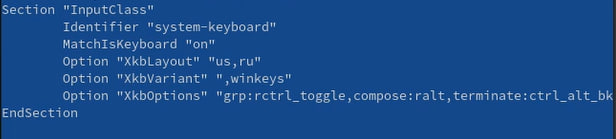 Section "InputClass"
Identifier "system-keyboard"
MatchIsKeyboard "on"
Option "XkbLayout" "us,ru"
Option "XkbVariant" ",winkeys"
Option "XkbOptions" "grp:rctrl_toggle,compose:ralt,terminate:ctrl_alt_bk
EndSection